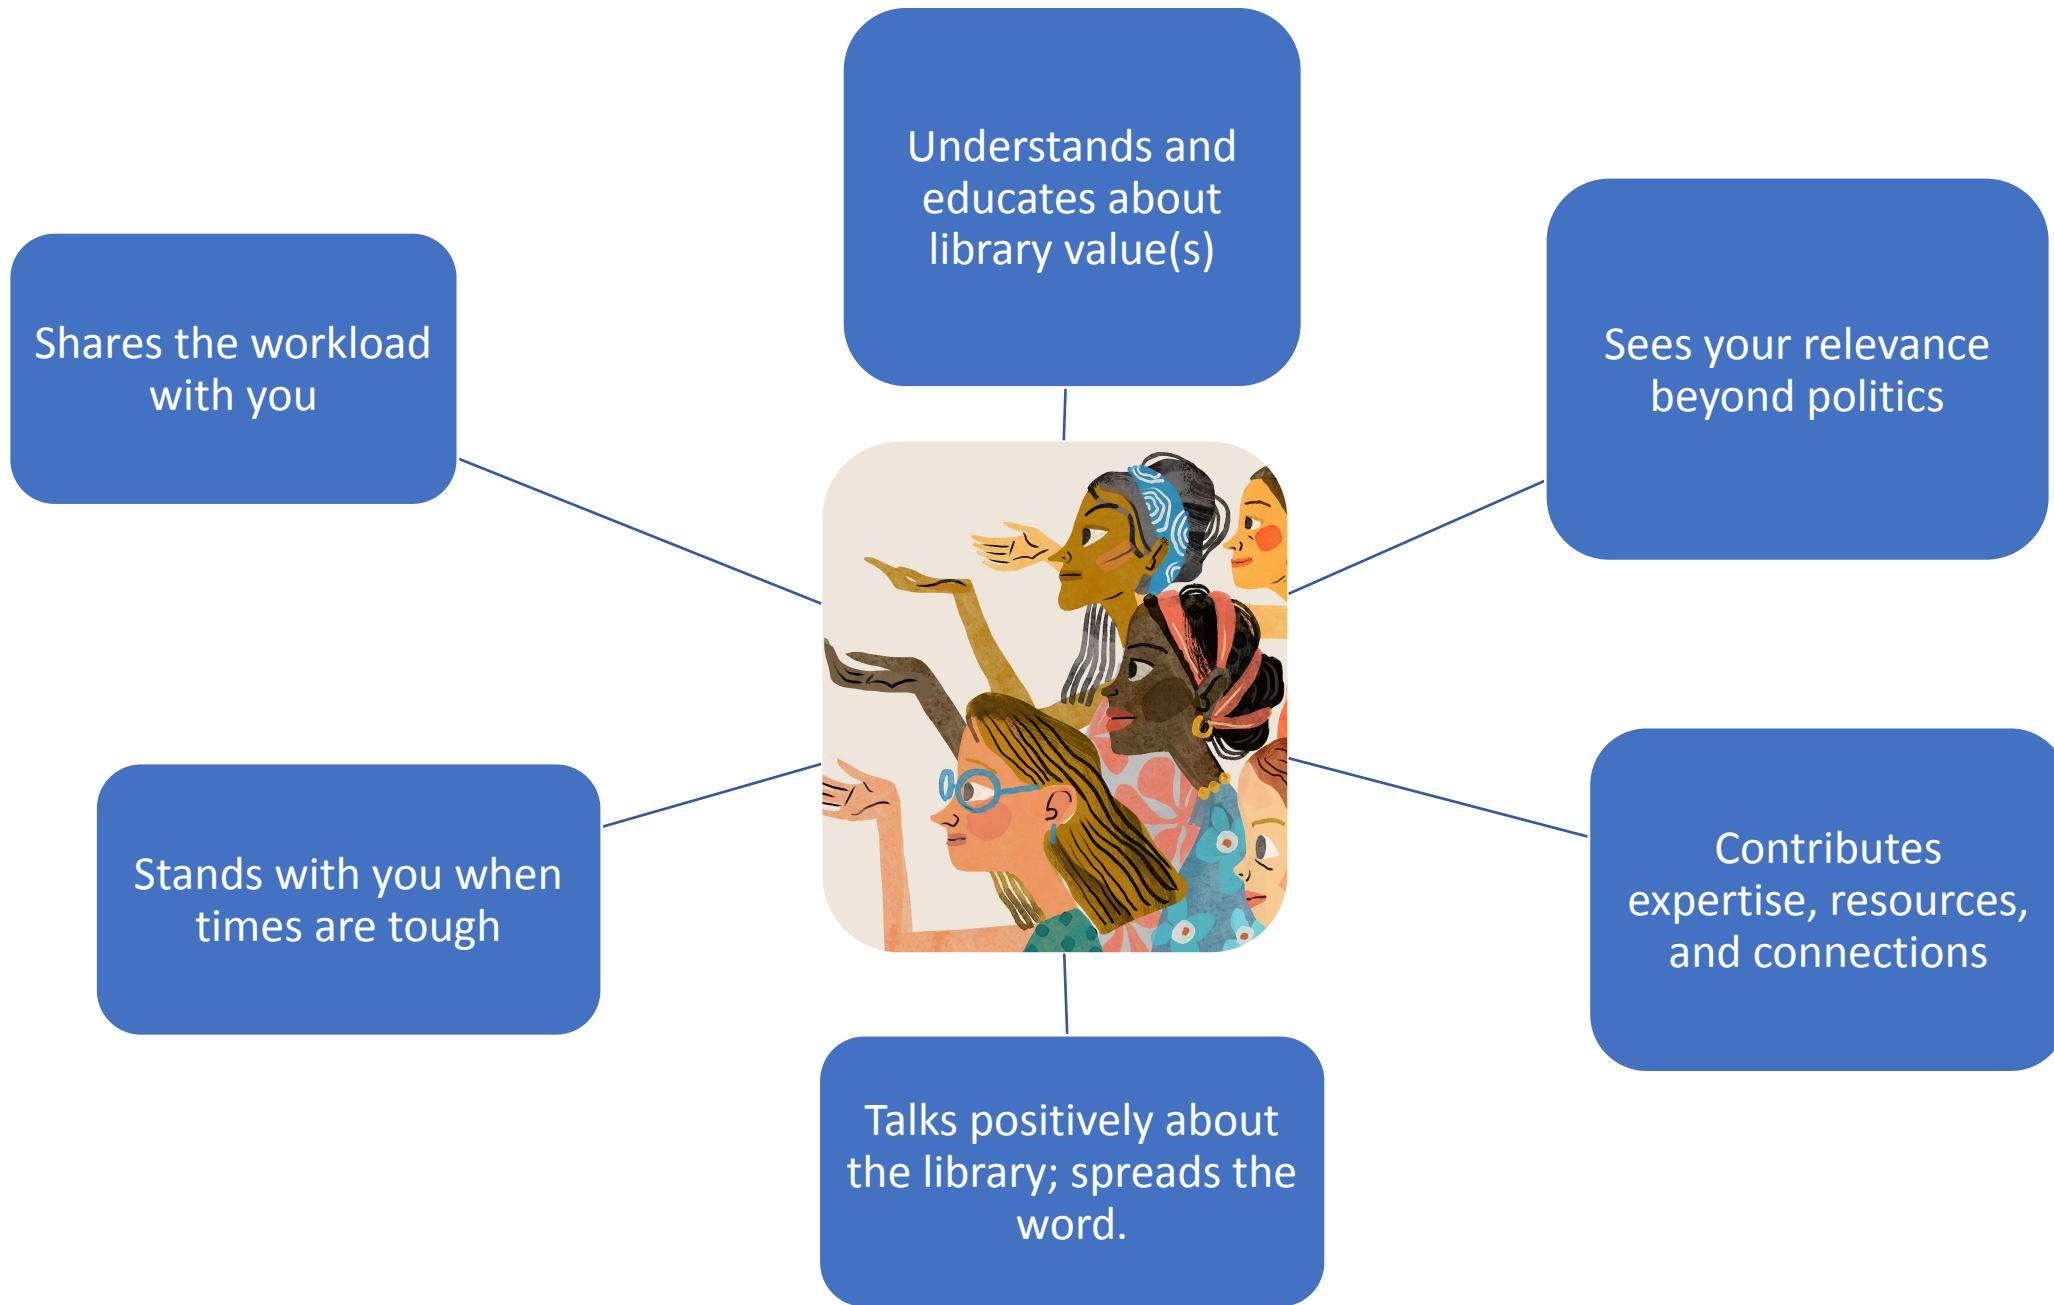 Understands and
educates about
library value(s)
Sees your relevance
beyond politics
Contributes
expertise, resources,
and connections
Talks positively about
the library; spreads the
word.
Stands with you when
times are tough
Shares the workload
with you